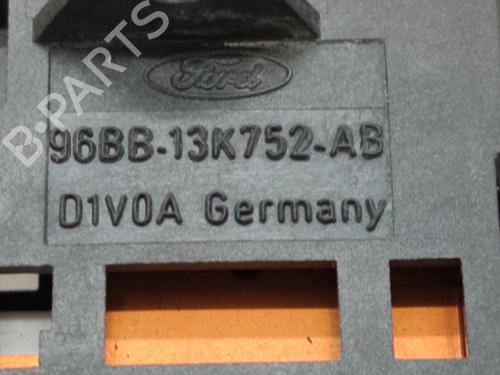 B-PARTS
Ford
96BB-13K752-AB
D1V0A Germany